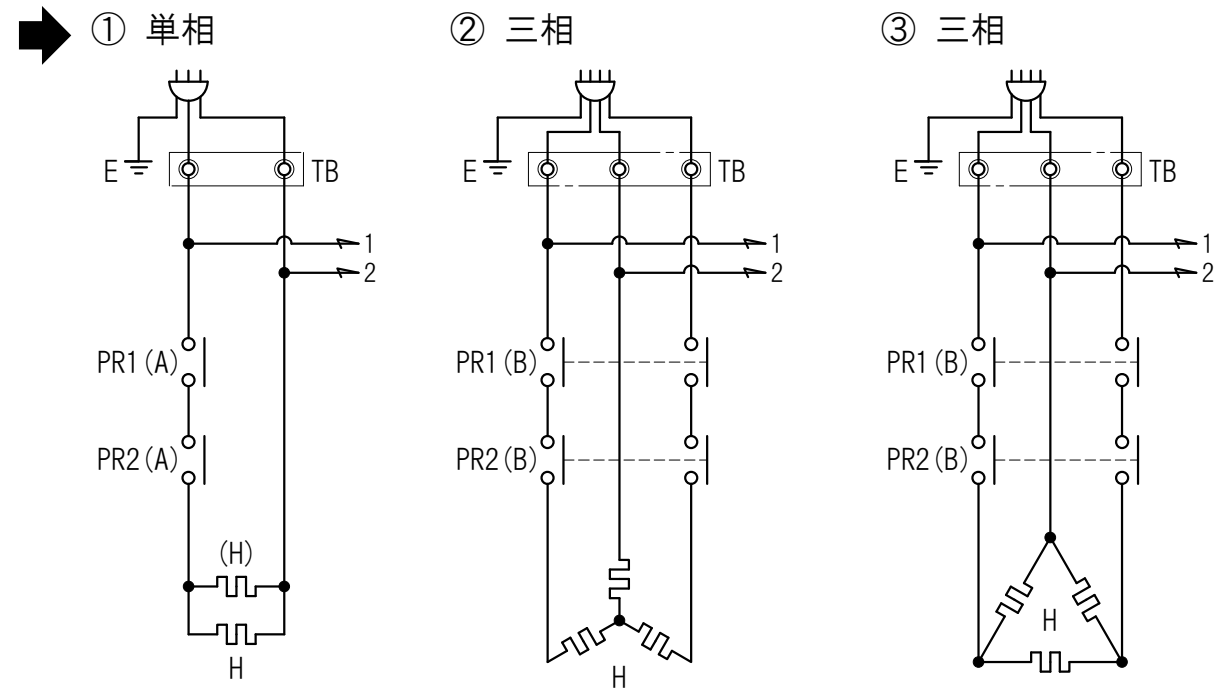 ① 単相
② 三相
③ 三相
E TB
E TB
E TB
1
2
1
2
1
2
PR1(A)
PR1(B)
PR1(B)
PR2(A)
PR2(B)
PR2(B)
(H)
H
H
H